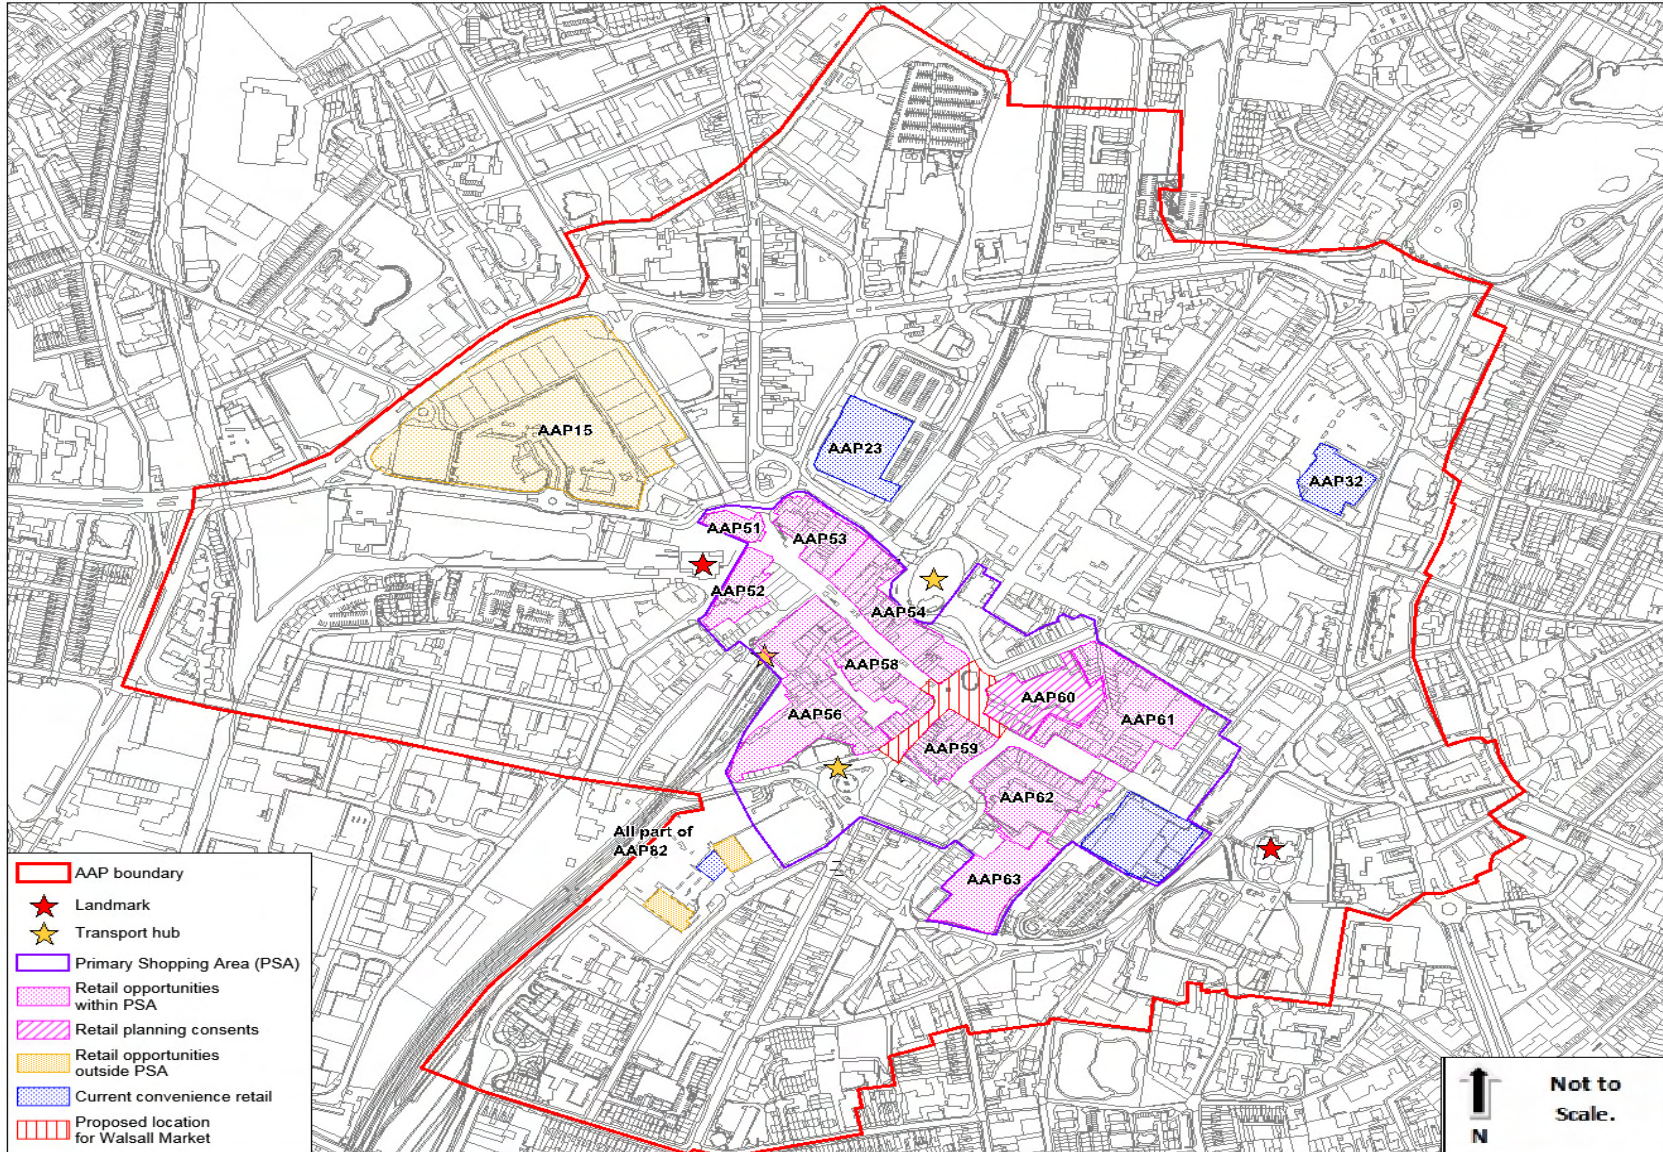 AAP15
AAP23
AAP32
AAP51
AAP53
AAP52
AAP54
AAP58
AAP60
AAP61
AAP56
AAP59
AAP62
All part of
AAP82
AAP63
AAP boundary
Landmark
Transport hub
Primary Shopping Area (PSA)
Retail opportunities
within PSA
Retail planning consents
Retail opportunities
outside PSA
Current convenience retail
Proposed location
for Walsall Market
Not to
Scale.
N